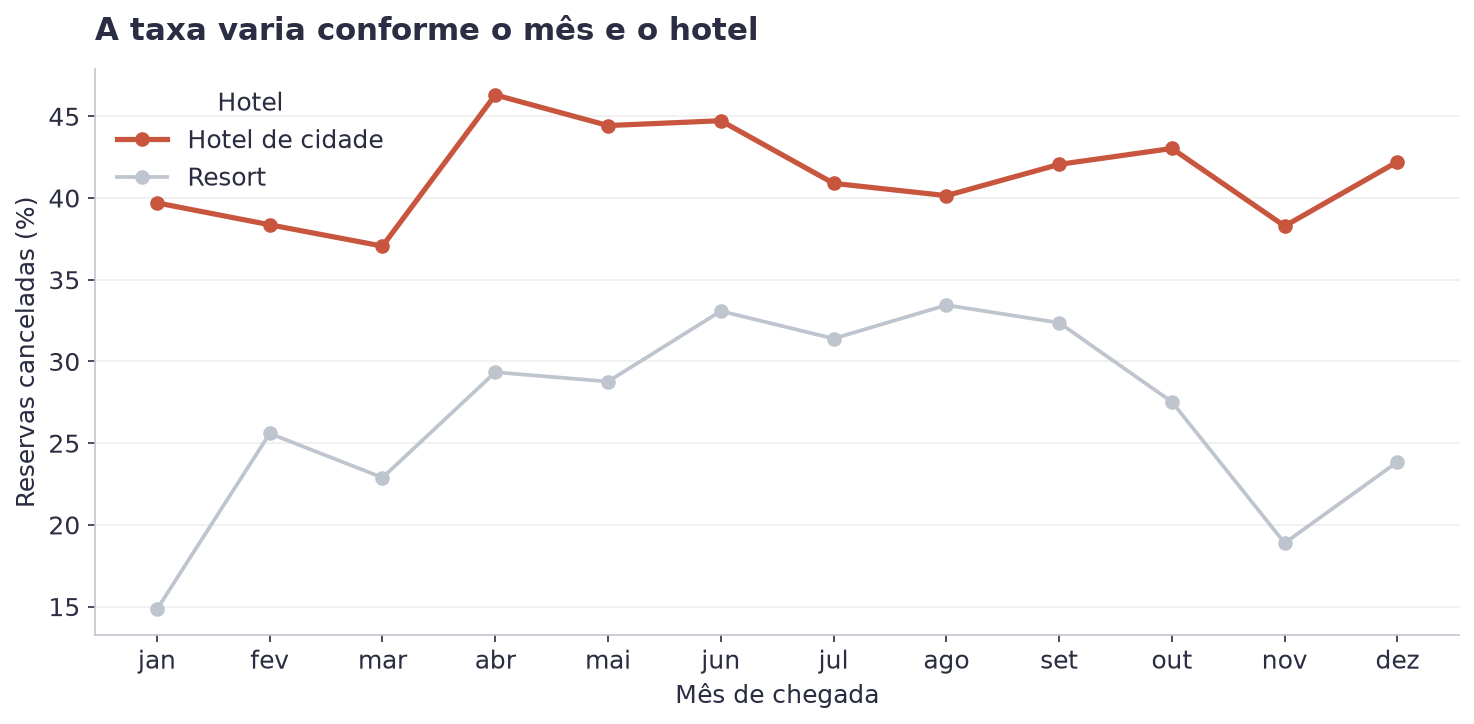 A taxa varia conforme o mês e o hotel
Hotel
Hotel de cidade
Resort
Reservas canceladas (%)
45
40
35
30
25
20
15
jan fev mar abr mai jun jul ago set out nov dez
Mês de chegada